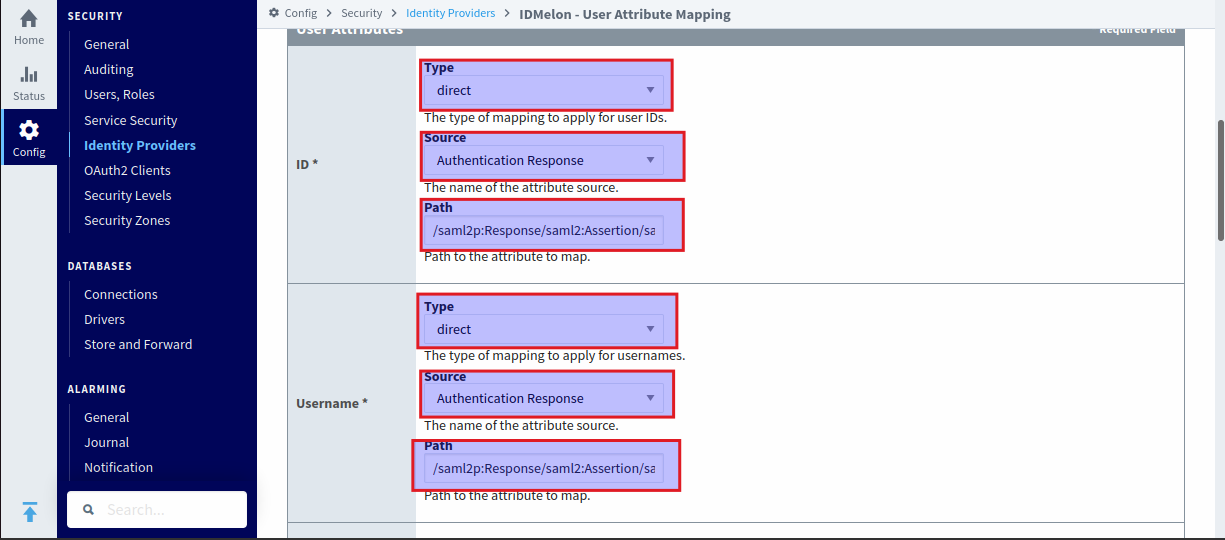 Config > Security > Identity Providers > IDMelon - User Attribute Mapping
Home
Status
Config
SECURITY
General
Auditing
Users, Roles
Service Security
Identity Providers
OAuth2 Clients
Security Levels
Security Zones
DATABASES
Connections
Drivers
Store and Forward
ALARMING
General
Journal
Notification
Search...
User Attributes
Required Field
ID *
Type
direct
The type of mapping to apply for user IDs.
Source
Authentication Response
The name of the attribute source.
Path
/saml2p:Response/saml2:Assertion/sa
Path to the attribute to map.
Username *
Type
direct
The type of mapping to apply for usernames.
Source
Authentication Response
The name of the attribute source.
Path
/saml2p:Response/saml2:Assertion/sa
Path to the attribute to map.